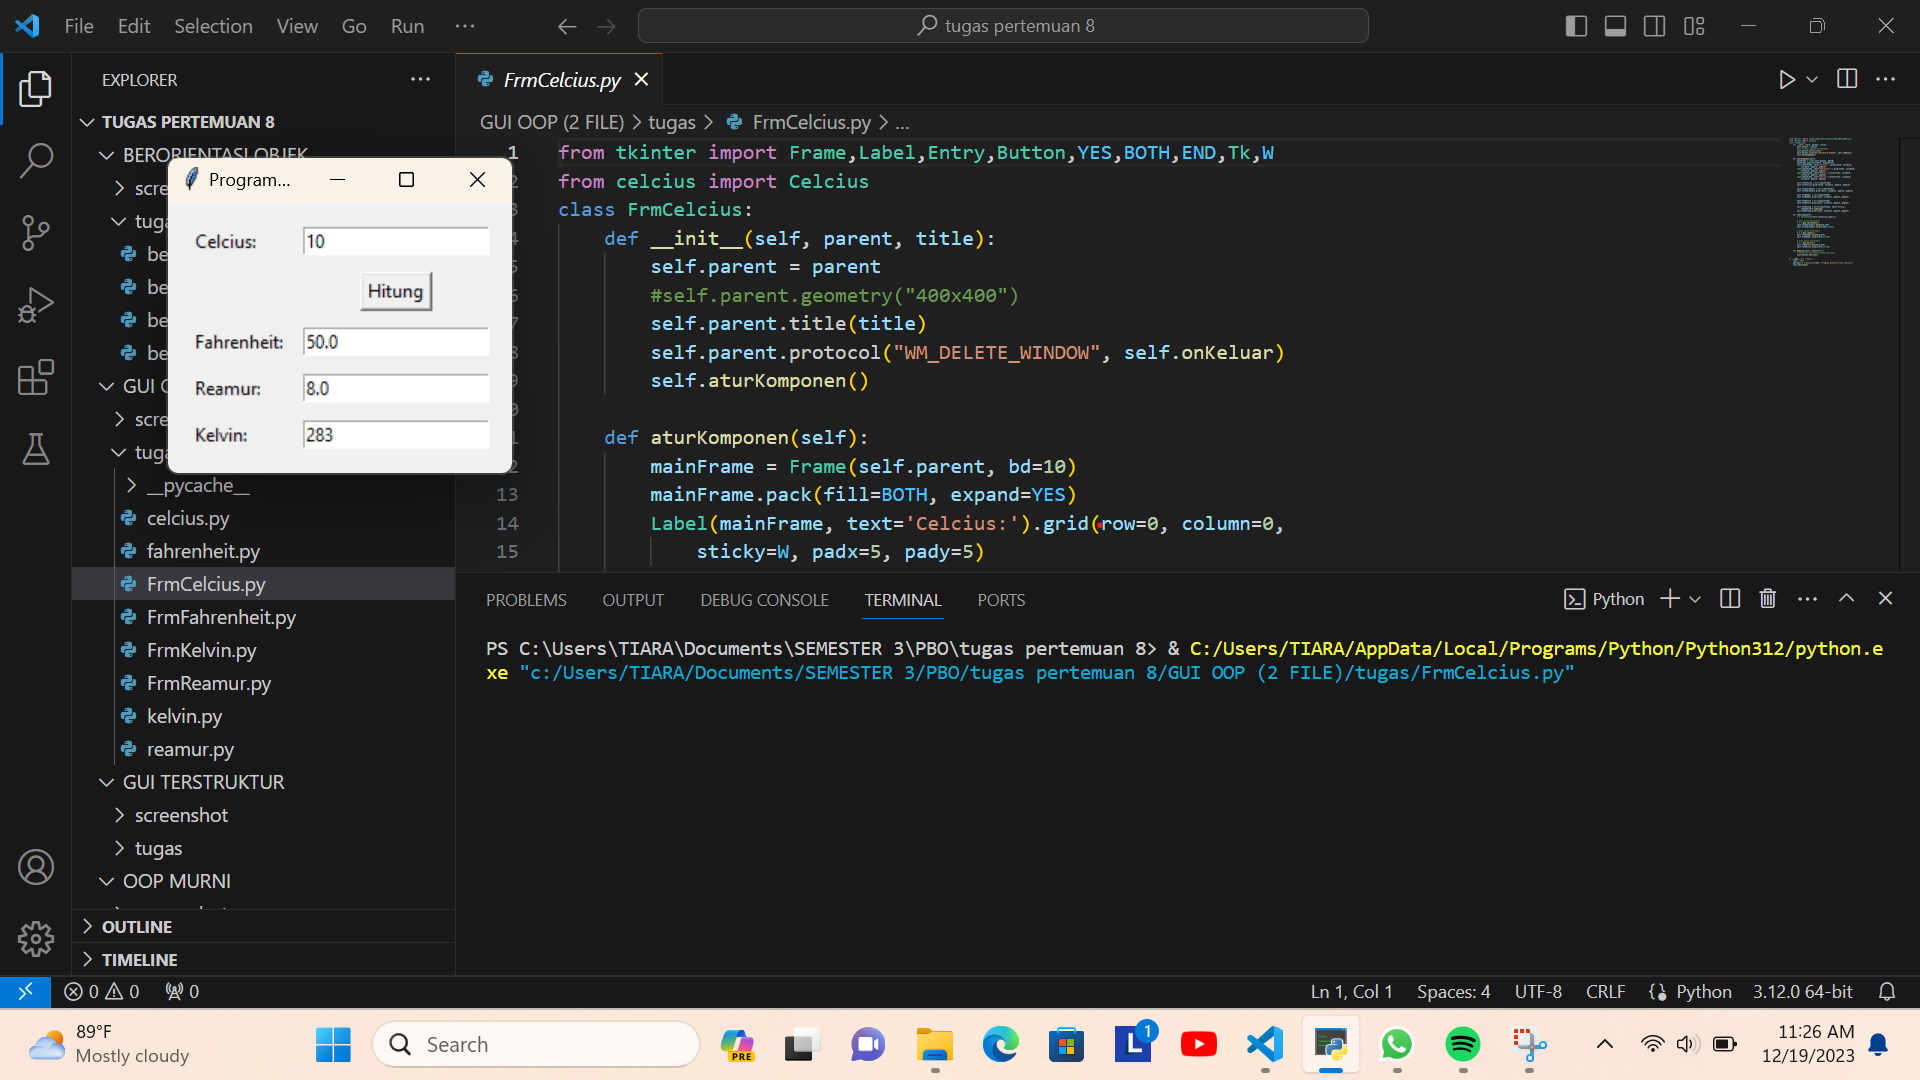 File Edit Selection View Go Run ...
tugas pertemuan 8
EXPLORER
TUGAS PERTEMUAN 8
BERORIENTASI OBJEK
scre
tuga
be
be
be
be
GUI O
scre
tuga
__pycache__
celcius.py
fahrenheit.py
FrmCelcius.py
FrmFahrenheit.py
FrmKelvin.py
FrmReamur.py
kelvin.py
reamur.py
GUI TERSTRUKTUR
screenshot
tugas
OOP MURNI
OUTLINE
TIMELINE
Program...
Celcius: 10
Hitung
Fahrenheit: 50.0
Reamur: 8.0
Kelvin: 283
FrmCelcius.py
GUI OOP (2 FILE) > tugas > FrmCelcius.py > ...
1 from tkinter import Frame,Label,Entry,Button,YES,BOTH,END,Tk,W
2 from celcius import Celcius
3 class FrmCelcius:
4 def __init__(self, parent, title):
5 self.parent = parent
6 #self.parent.geometry("400x400")
7 self.parent.title(title)
8 self.parent.protocol("WM_DELETE_WINDOW", self.onKeluar)
9 self.aturKomponen()
0
1 def aturKomponen(self):
2 mainFrame = Frame(self.parent, bd=10)
13 mainFrame.pack(fill=BOTH, expand=YES)
14 Label(mainFrame, text='Celcius:').grid(row=0, column=0,
15 sticky=W, padx=5, pady=5)
PROBLEMS OUTPUT DEBUG CONSOLE TERMINAL PORTS
Python
PS C:\Users\TIARA\Documents\SEMESTER 3\PBO\tugas pertemuan 8> & C:/Users/TIARA/AppData/Local/Programs/Python/Python312/python.e
xe "c:/Users/TIARA/Documents/SEMESTER 3/PBO/tugas pertemuan 8/GUI OOP (2 FILE)/tugas/FrmCelcius.py"
0 0 0
Ln 1, Col 1 Spaces: 4 UTF-8 CRLF Python 3.12.0 64-bit
89°F
Mostly cloudy
Search
PRE
L
1
11:26 AM
12/19/2023